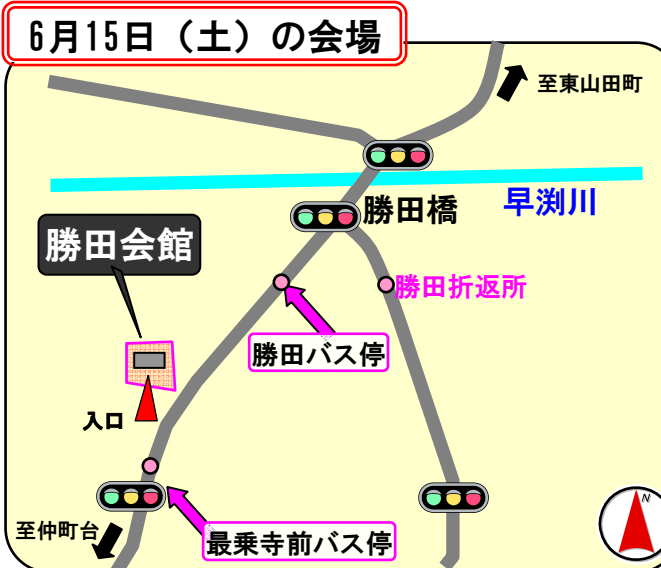 6月15日（土）の会場
至東山田町
勝田橋
早渕川
勝田会館
勝田折返所
勝田バス停
入口
至仲町台
最乗寺前バス停
N